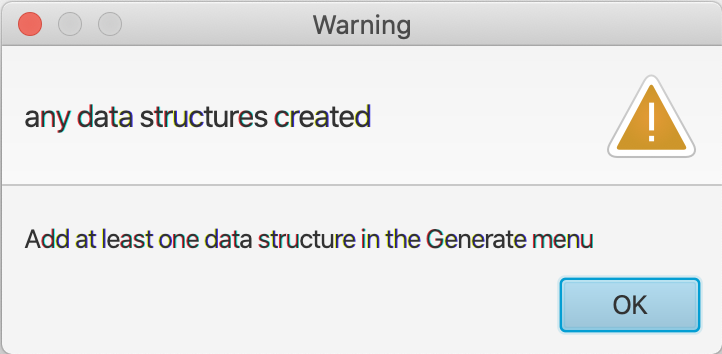 Warning
any data structures created
Add at least one data structure in the Generate menu
OK